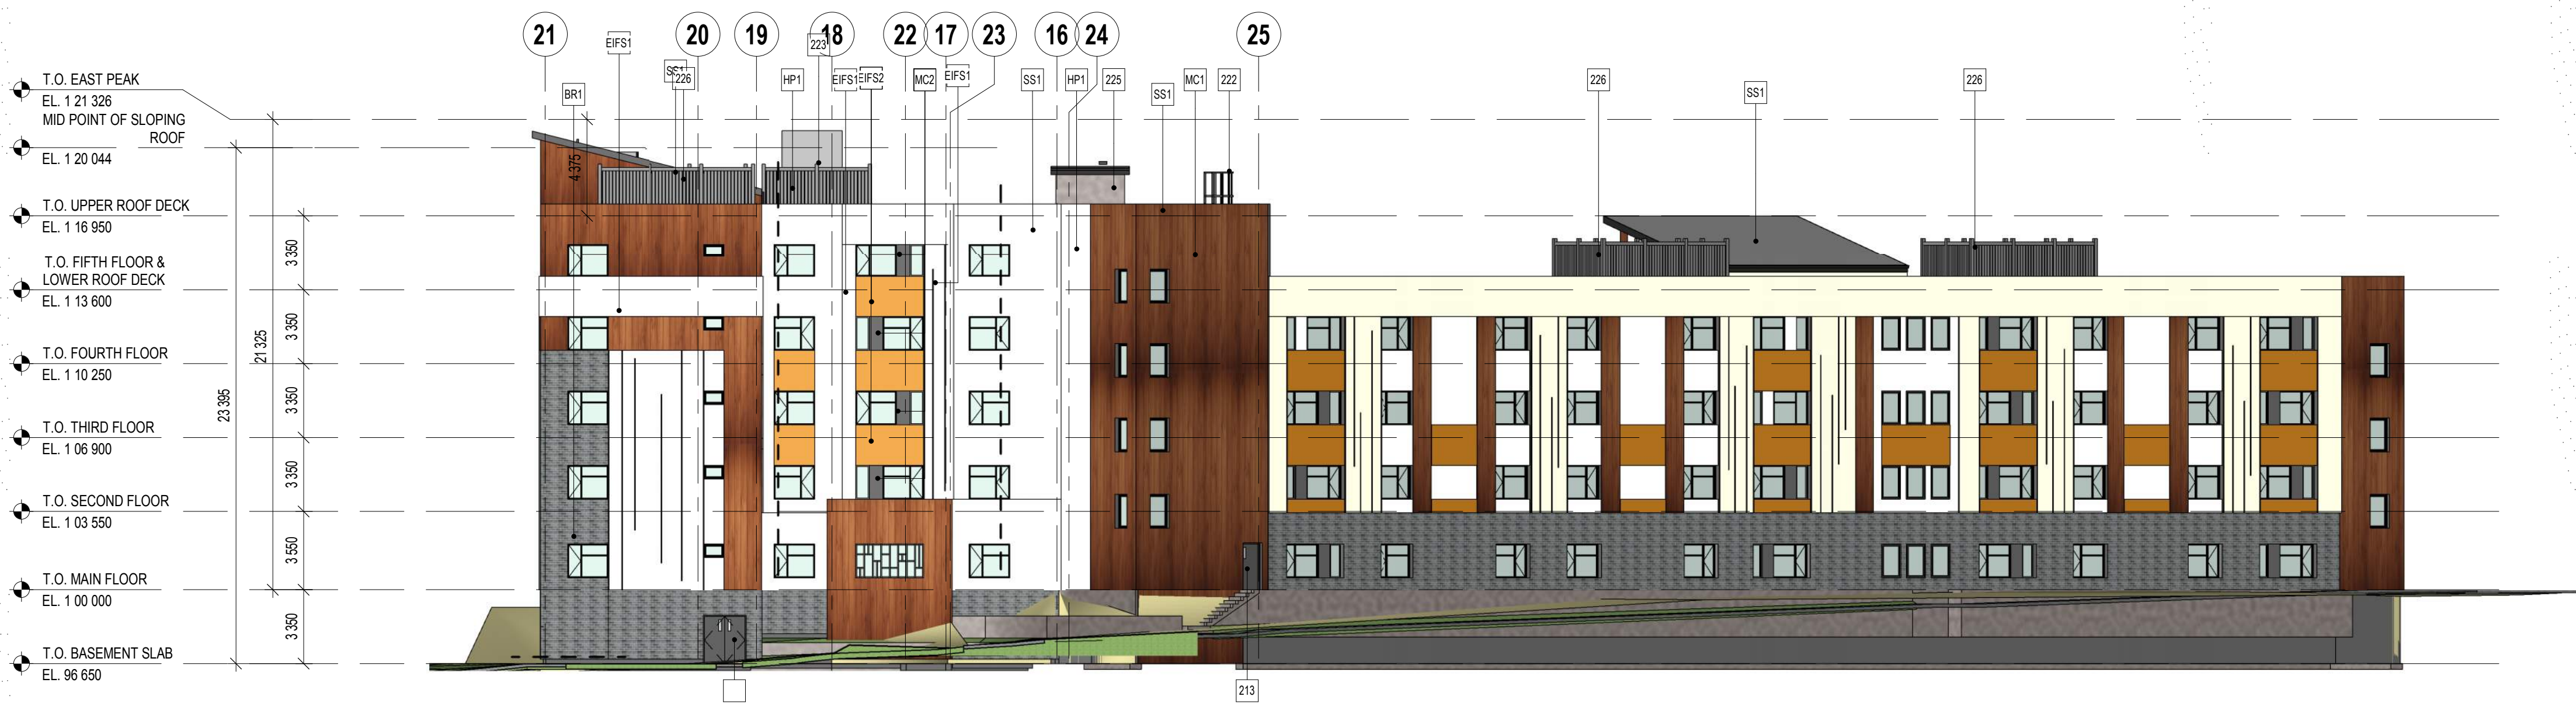 21 20 19 18 22 17 23 16 24 25
EIFS1
223
SS1
226
HP1
EIFS1
EIFS2
MC2
EIFS1
SS1
HP1
225
MC1
222
226
226
BR1
SS1
SS1
T.O. EAST PEAK
EL. 1 21 326
MID POINT OF SLOPING
ROOF
EL. 1 20 044
T.O. UPPER ROOF DECK
EL. 1 16 950
T.O. FIFTH FLOOR &
LOWER ROOF DECK
EL. 1 13 600
T.O. FOURTH FLOOR
EL. 1 10 250
T.O. THIRD FLOOR
EL. 1 06 900
T.O. SECOND FLOOR
EL. 1 03 550
T.O. MAIN FLOOR
EL. 1 00 000
T.O. BASEMENT SLAB
EL. 96 650
23 395
21 325
3 350
3 350
3 350
3 350
3 550
3 350
4 375
213